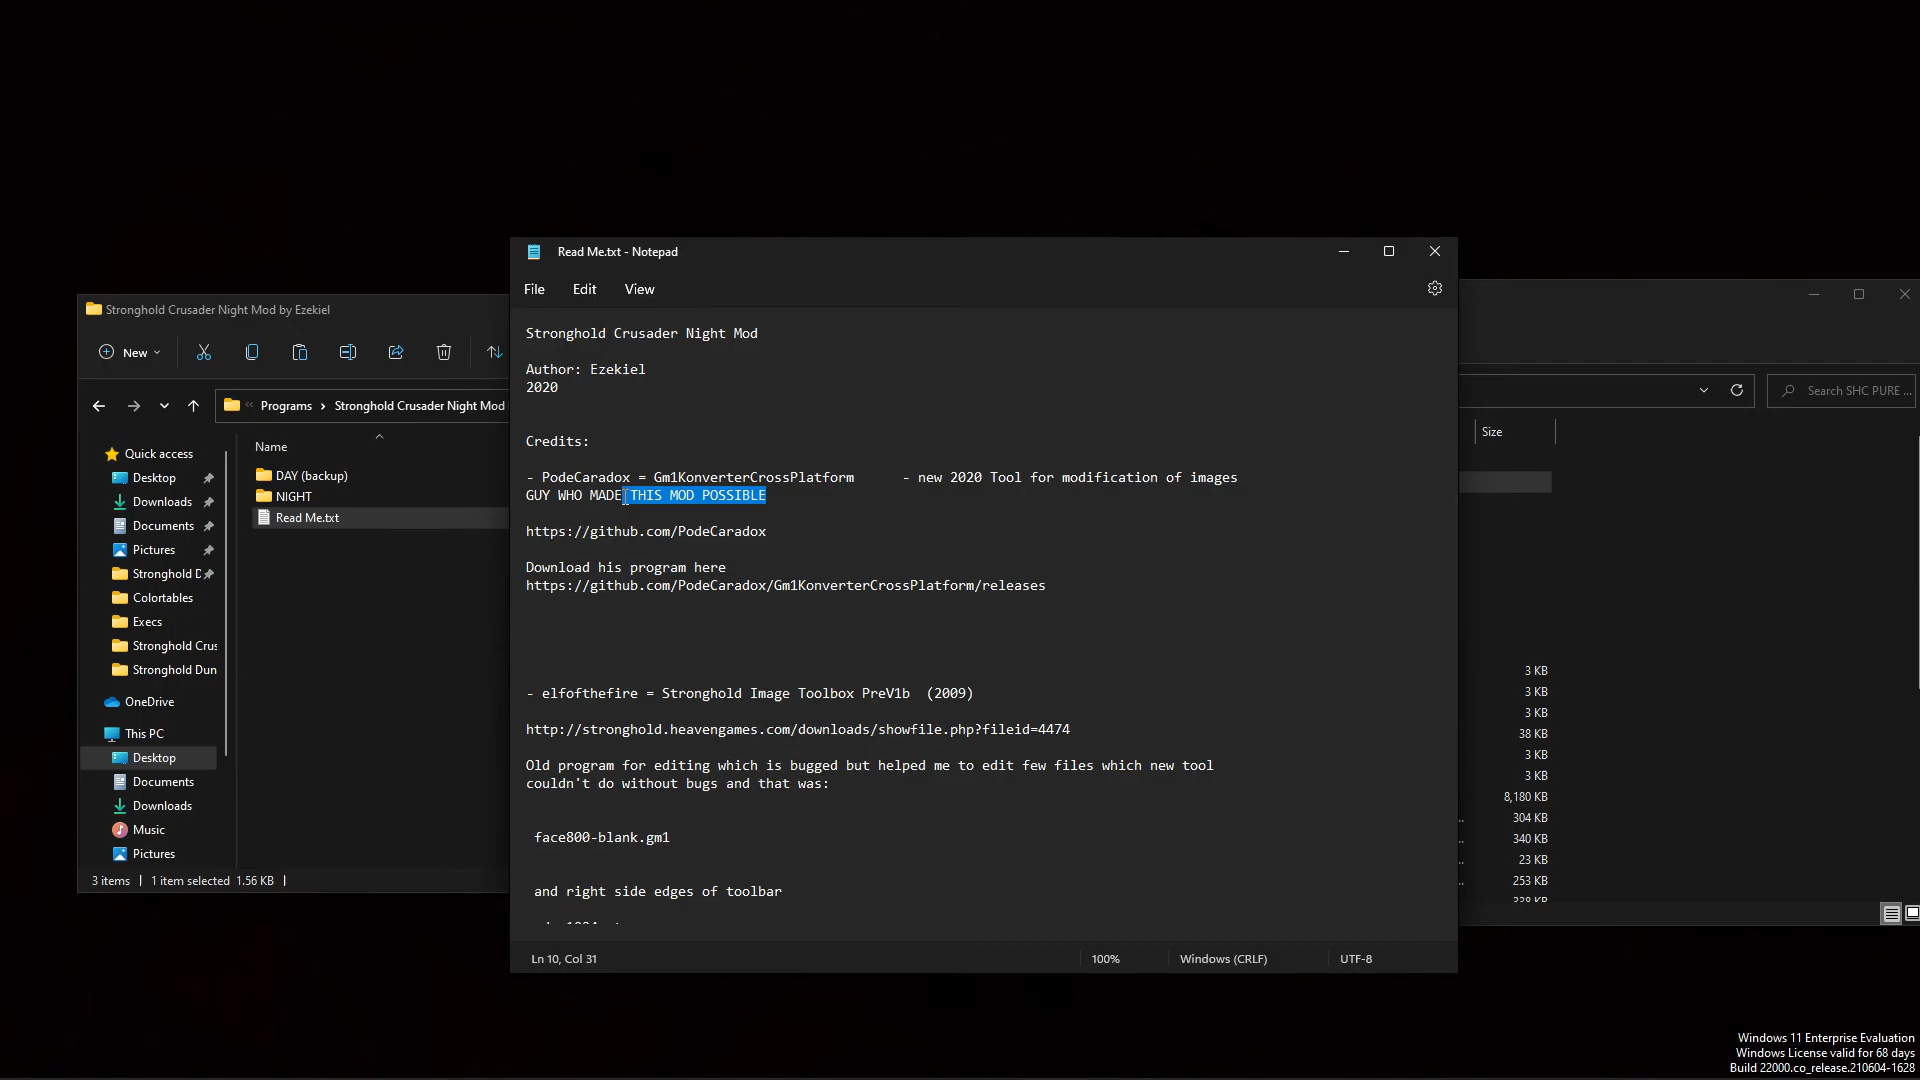 Read Me.txt - Notepad
File Edit View
Stronghold Crusader Night Mod
Author: Ezekiel
2020
Credits:
- PodeCaradox = Gm1KonverterCrossPlatform - new 2020 Tool for modification of images
GUY WHO MADE THIS MOD POSSIBLE
https://github.com/PodeCaradox
Download his program here
https://github.com/PodeCaradox/Gm1KonverterCrossPlatform/releases
- elfofthefire = Stronghold Image Toolbox PreV1b (2009)
http://stronghold.heavengames.com/downloads/showfile.php?fileid=4474
Old program for editing which is bugged but helped me to edit few files which new tool
couldn't do without bugs and that was:
face800-blank.gm1
and right side edges of toolbar
Ln 10, Col 31 100% Windows (CRLF) UTF-8
Stronghold Crusader Night Mod by Ezekiel
New
« Programs › Stronghold Crusader Night Mod
Quick access
Desktop
Downloads
Documents
Pictures
Stronghold D
Colortables
Execs
Stronghold Crus
Stronghold Dun
OneDrive
This PC
Desktop
Documents
Downloads
Music
Pictures
Name
DAY (backup)
NIGHT
Read Me.txt
3 items | 1 item selected 1.56 KB |
Search SHC PURE ...
Size
3 KB
3 KB
3 KB
38 KB
3 KB
3 KB
8,180 KB
304 KB
340 KB
23 KB
253 KB
Windows 11 Enterprise Evaluation
Windows License valid for 68 days
Build 22000.co_release.210604-1628